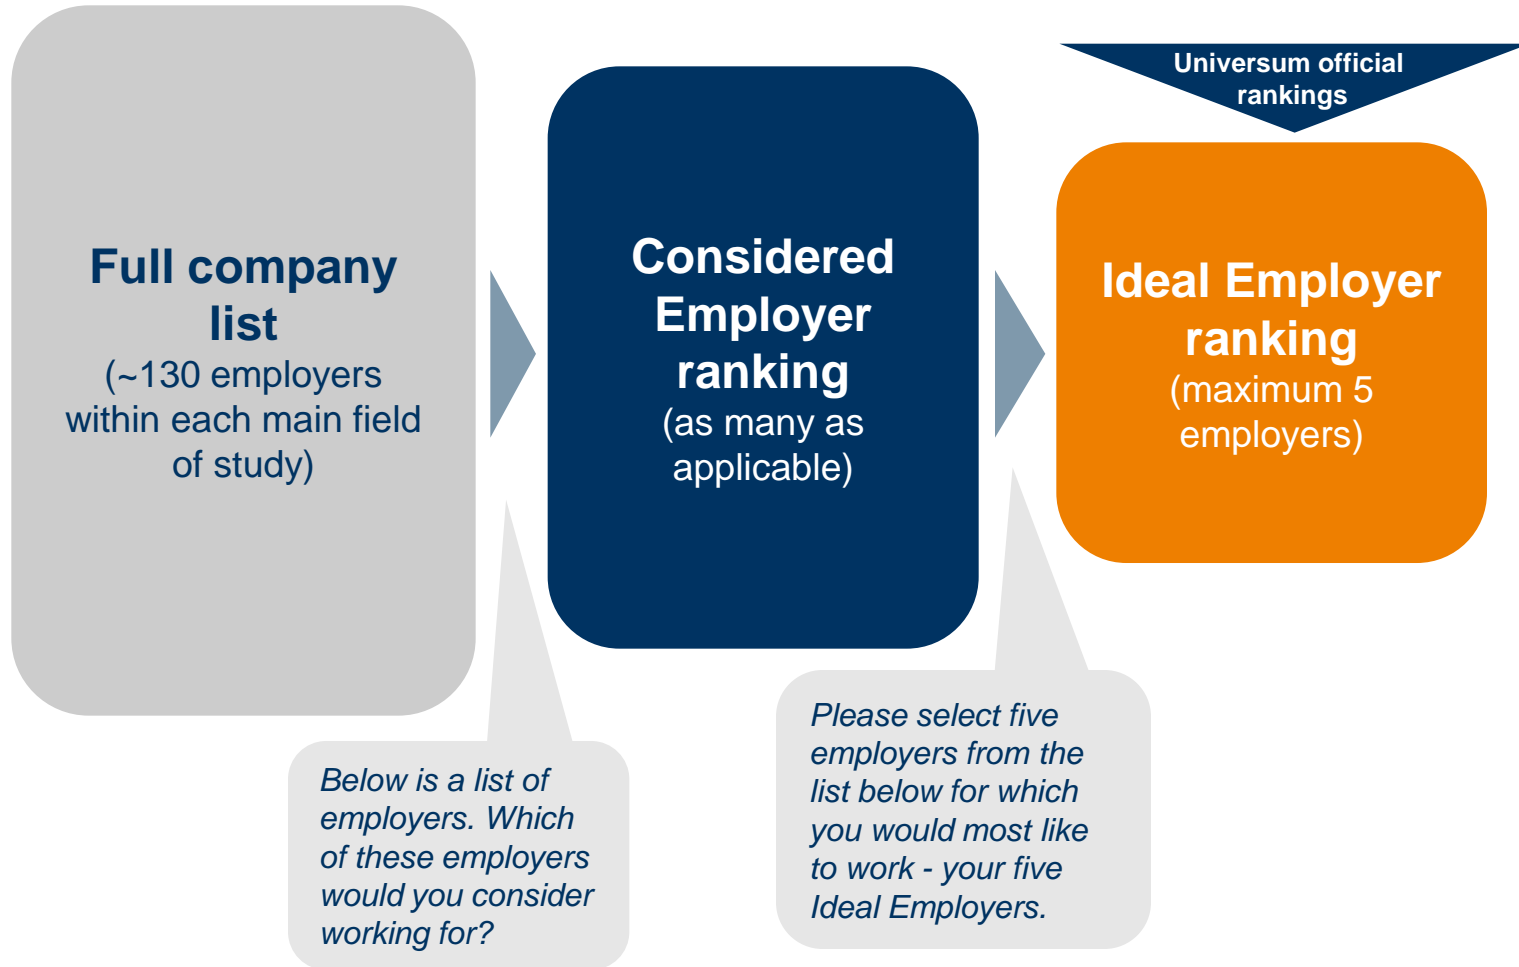 Full company
list
(~130 employers
within each main field
of study)
Considered
Employer
ranking
(as many as
applicable)
Universum official
rankings
Ideal Employer
ranking
(maximum 5
employers)
Below is a list of
employers. Which
of these employers
would you consider
working for?
Please select five
employers from the
list below for which
you would most like
to work - your five
Ideal Employers.